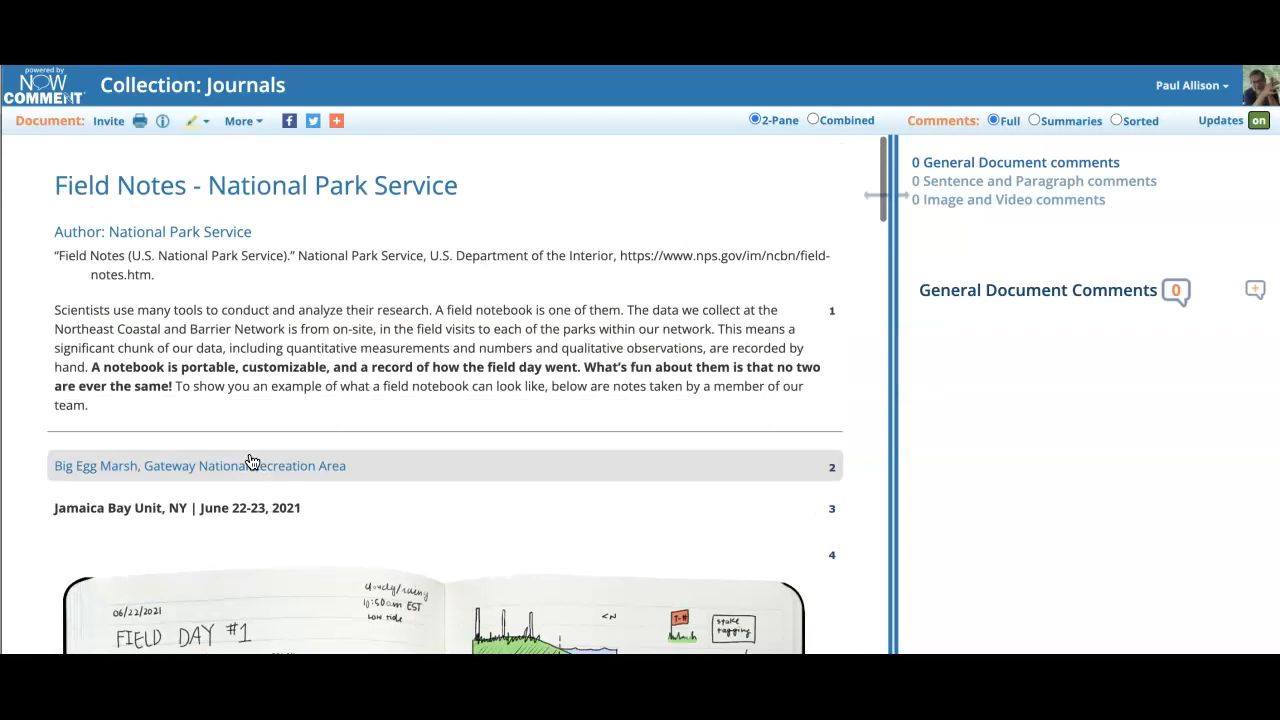 powered by
NOW
COMMENT
Collection: Journals
Paul Allison
Document: Invite More
2-Pane Combined
Comments: Full Summaries Sorted Updates on
Field Notes - National Park Service
Author: National Park Service
“Field Notes (U.S. National Park Service).” National Park Service, U.S. Department of the Interior, https://www.nps.gov/im/ncbn/field-
notes.htm.
Scientists use many tools to conduct and analyze their research. A field notebook is one of them. The data we collect at the 1
Northeast Coastal and Barrier Network is from on-site, in the field visits to each of the parks within our network. This means a
significant chunk of our data, including quantitative measurements and numbers and qualitative observations, are recorded by
hand. A notebook is portable, customizable, and a record of how the field day went. What’s fun about them is that no two
are ever the same! To show you an example of what a field notebook can look like, below are notes taken by a member of our
team.
Big Egg Marsh, Gateway National Recreation Area 2
Jamaica Bay Unit, NY | June 22-23, 2021 3
4
06/22/2021
FIELD DAY #1
cloudy/rainy
10:50am EST
LOW tide
<N
T-#
stake
tagging
0 General Document comments
0 Sentence and Paragraph comments
0 Image and Video comments
General Document Comments 0